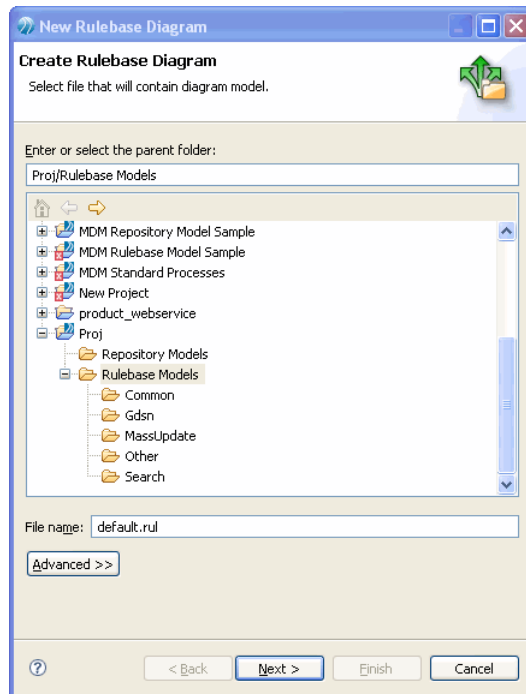 New Rulebase Diagram
Create Rulebase Diagram
Select file that will contain diagram model.
Enter or select the parent folder:
Proj/Rulebase Models
MDM Repository Model Sample
MDM Rulebase Model Sample
MDM Standard Processes
New Project
product_webservice
Proj
Repository Models
Rulebase Models
Common
Gdsn
MassUpdate
Other
Search
File name: default.rul
Advanced >>
< Back Next > Finish Cancel